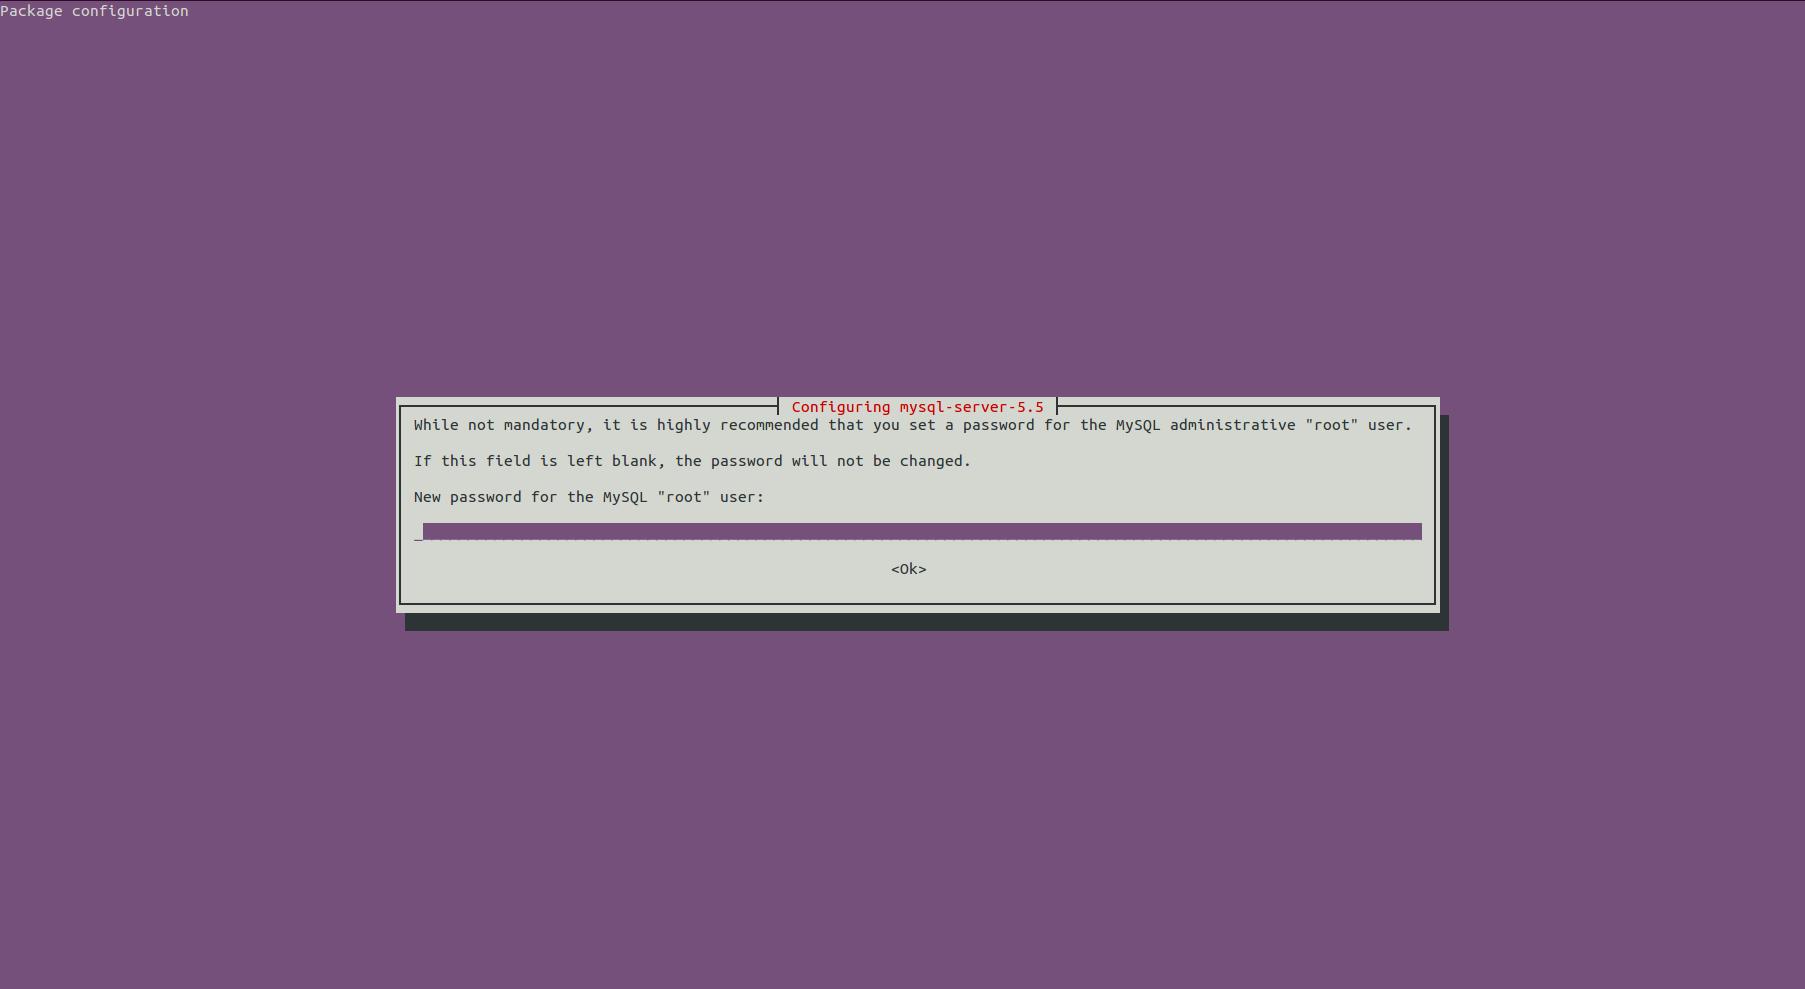 Package configuration
Configuring mysql-server-5.5
While not mandatory, it is highly recommended that you set a password for the MySQL administrative "root" user.
If this field is left blank, the password will not be changed.
New password for the MySQL "root" user:
<Ok>